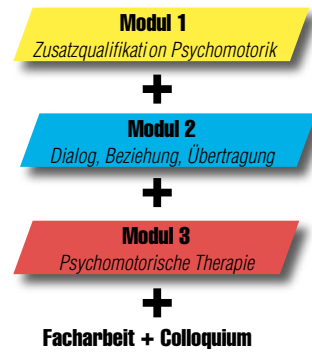 Modul 1
Zusatzqualifikation Psychomotorik
+
Modul 2
Dialog, Beziehung, Übertragung
+
Modul 3
Psychomotorische Therapie
+
Facharbeit + Colloquium